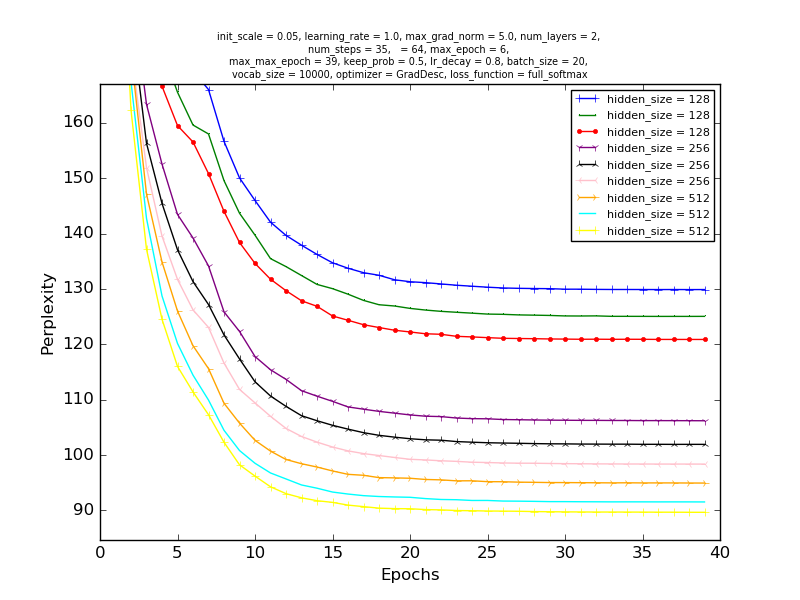 init_scale = 0.05, learning_rate = 1.0, max_grad_norm = 5.0, num_layers = 2,
num_steps = 35,   = 64, max_epoch = 6,
max_max_epoch = 39, keep_prob = 0.5, lr_decay = 0.8, batch_size = 20,
vocab_size = 10000, optimizer = GradDesc, loss_function = full_softmax
hidden_size = 128
hidden_size = 128
hidden_size = 128
hidden_size = 256
hidden_size = 256
hidden_size = 256
hidden_size = 512
hidden_size = 512
hidden_size = 512
160
150
140
130
120
110
100
90
Perplexity
0 5 10 15 20 25 30 35 40
Epochs